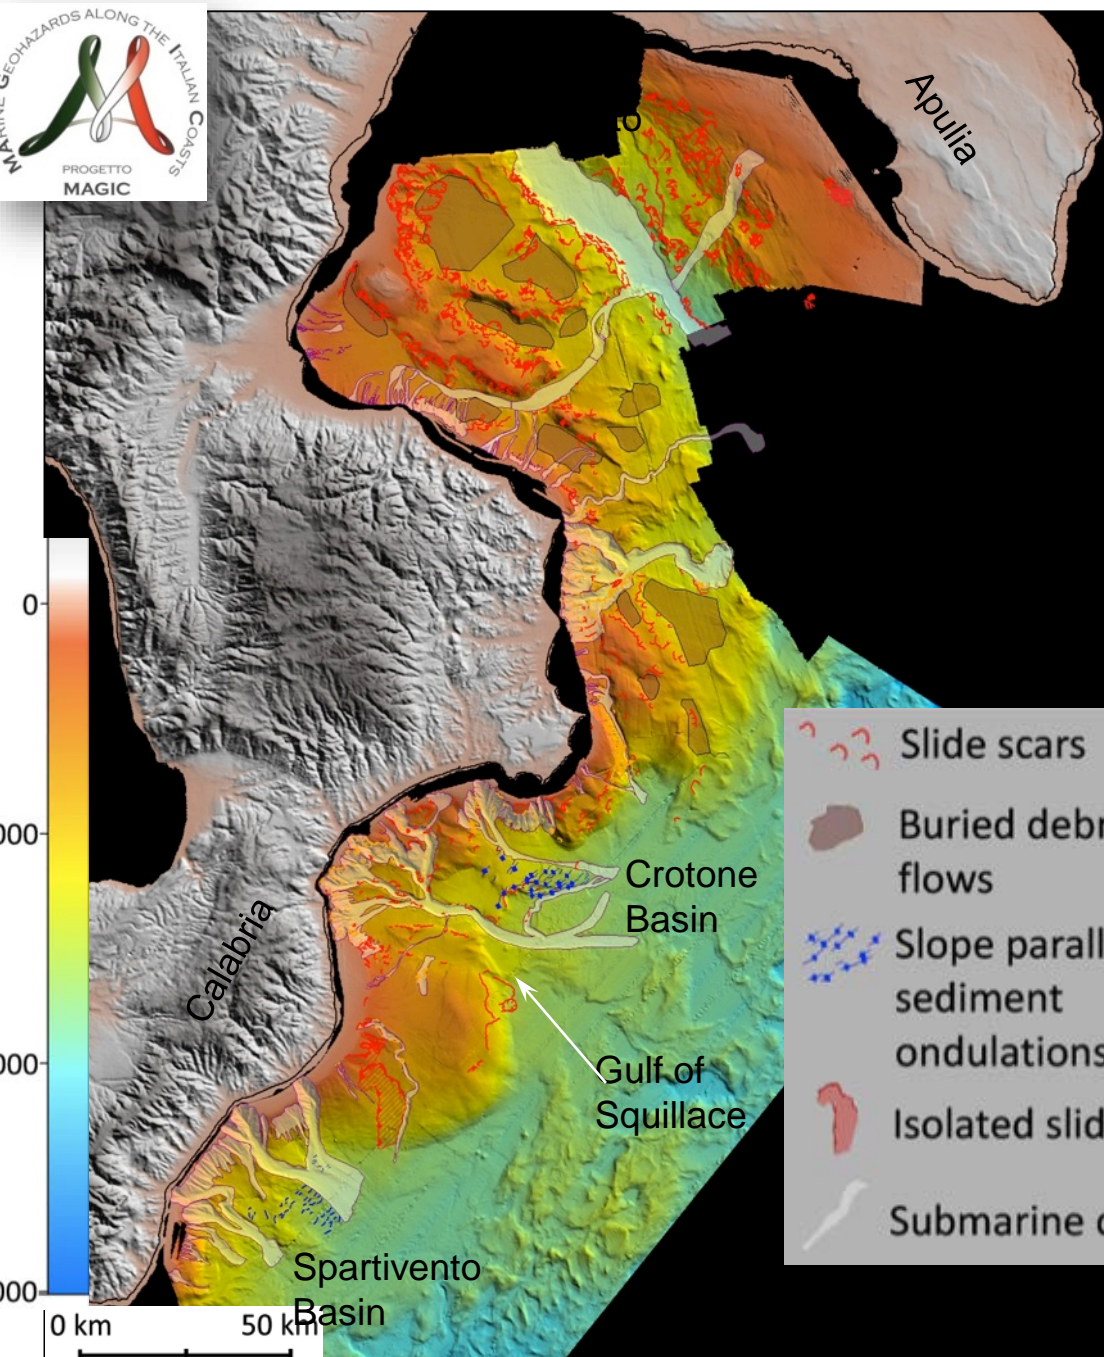 MARINE GEOHAZARDS ALONG THE ITALIAN COASTS
PROGETTO
MAGIC
to
Apulia
0
000
000
000
Calabria
Crotone
Basin
Gulf of
Squillace
Spartivento
Basin
0 km 50 km
Slide scars
Buried debr
flows
Slope parall
sediment
ondulations
Isolated slid
Submarine c